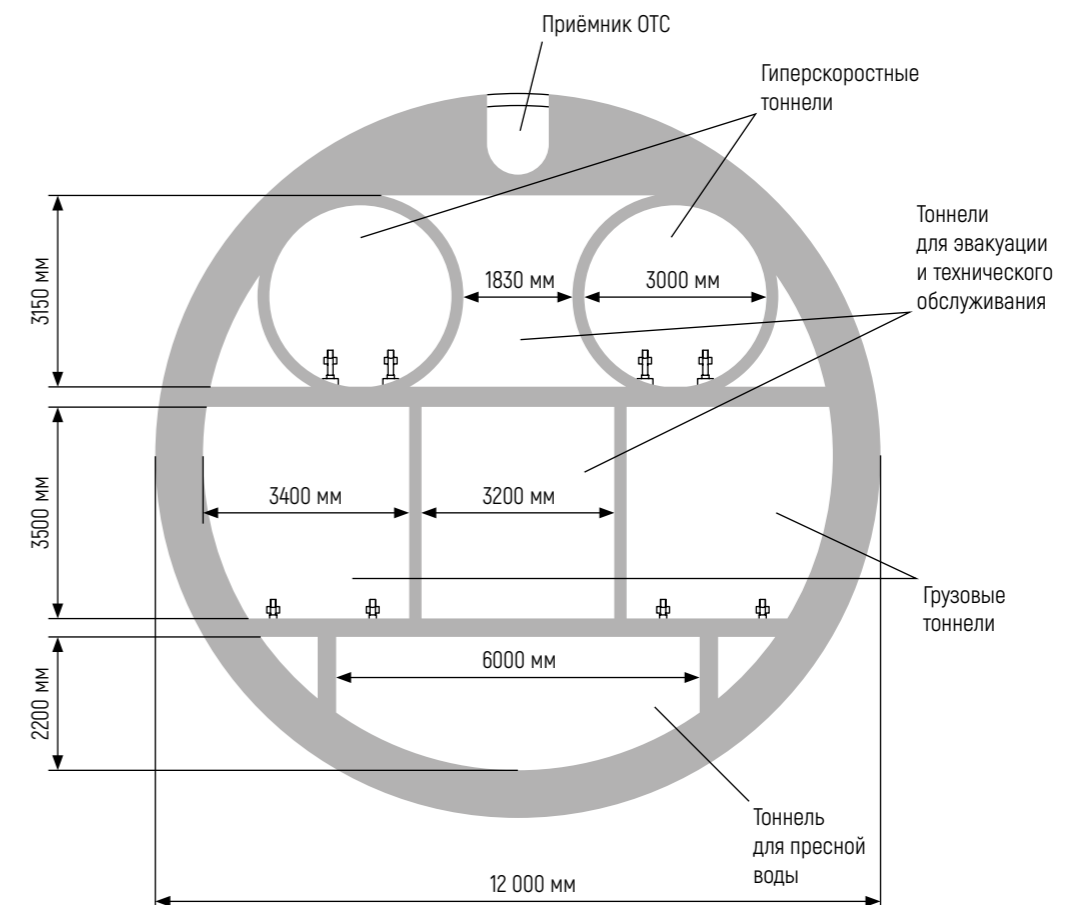 Приёмник ОТС
Гиперскоростные
тоннели
Тоннели
для эвакуации
и технического
обслуживания
3150 мм
1830 мм
3000 мм
3500 мм
3400 мм
3200 мм
Грузовые
тоннели
2200 мм
6000 мм
Тоннель
для пресной
воды
12 000 мм